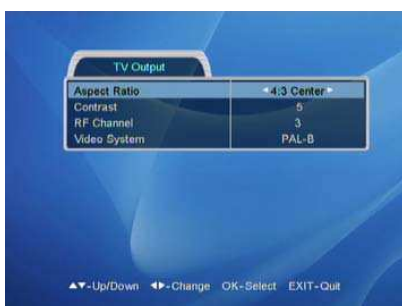 TV Output
Aspect Ratio ◄4:3 Center►
Contrast 5
RF Channel 3
Video System PAL-B
▲▼-Up/Down ◄►-Change OK-Select EXIT-Quit